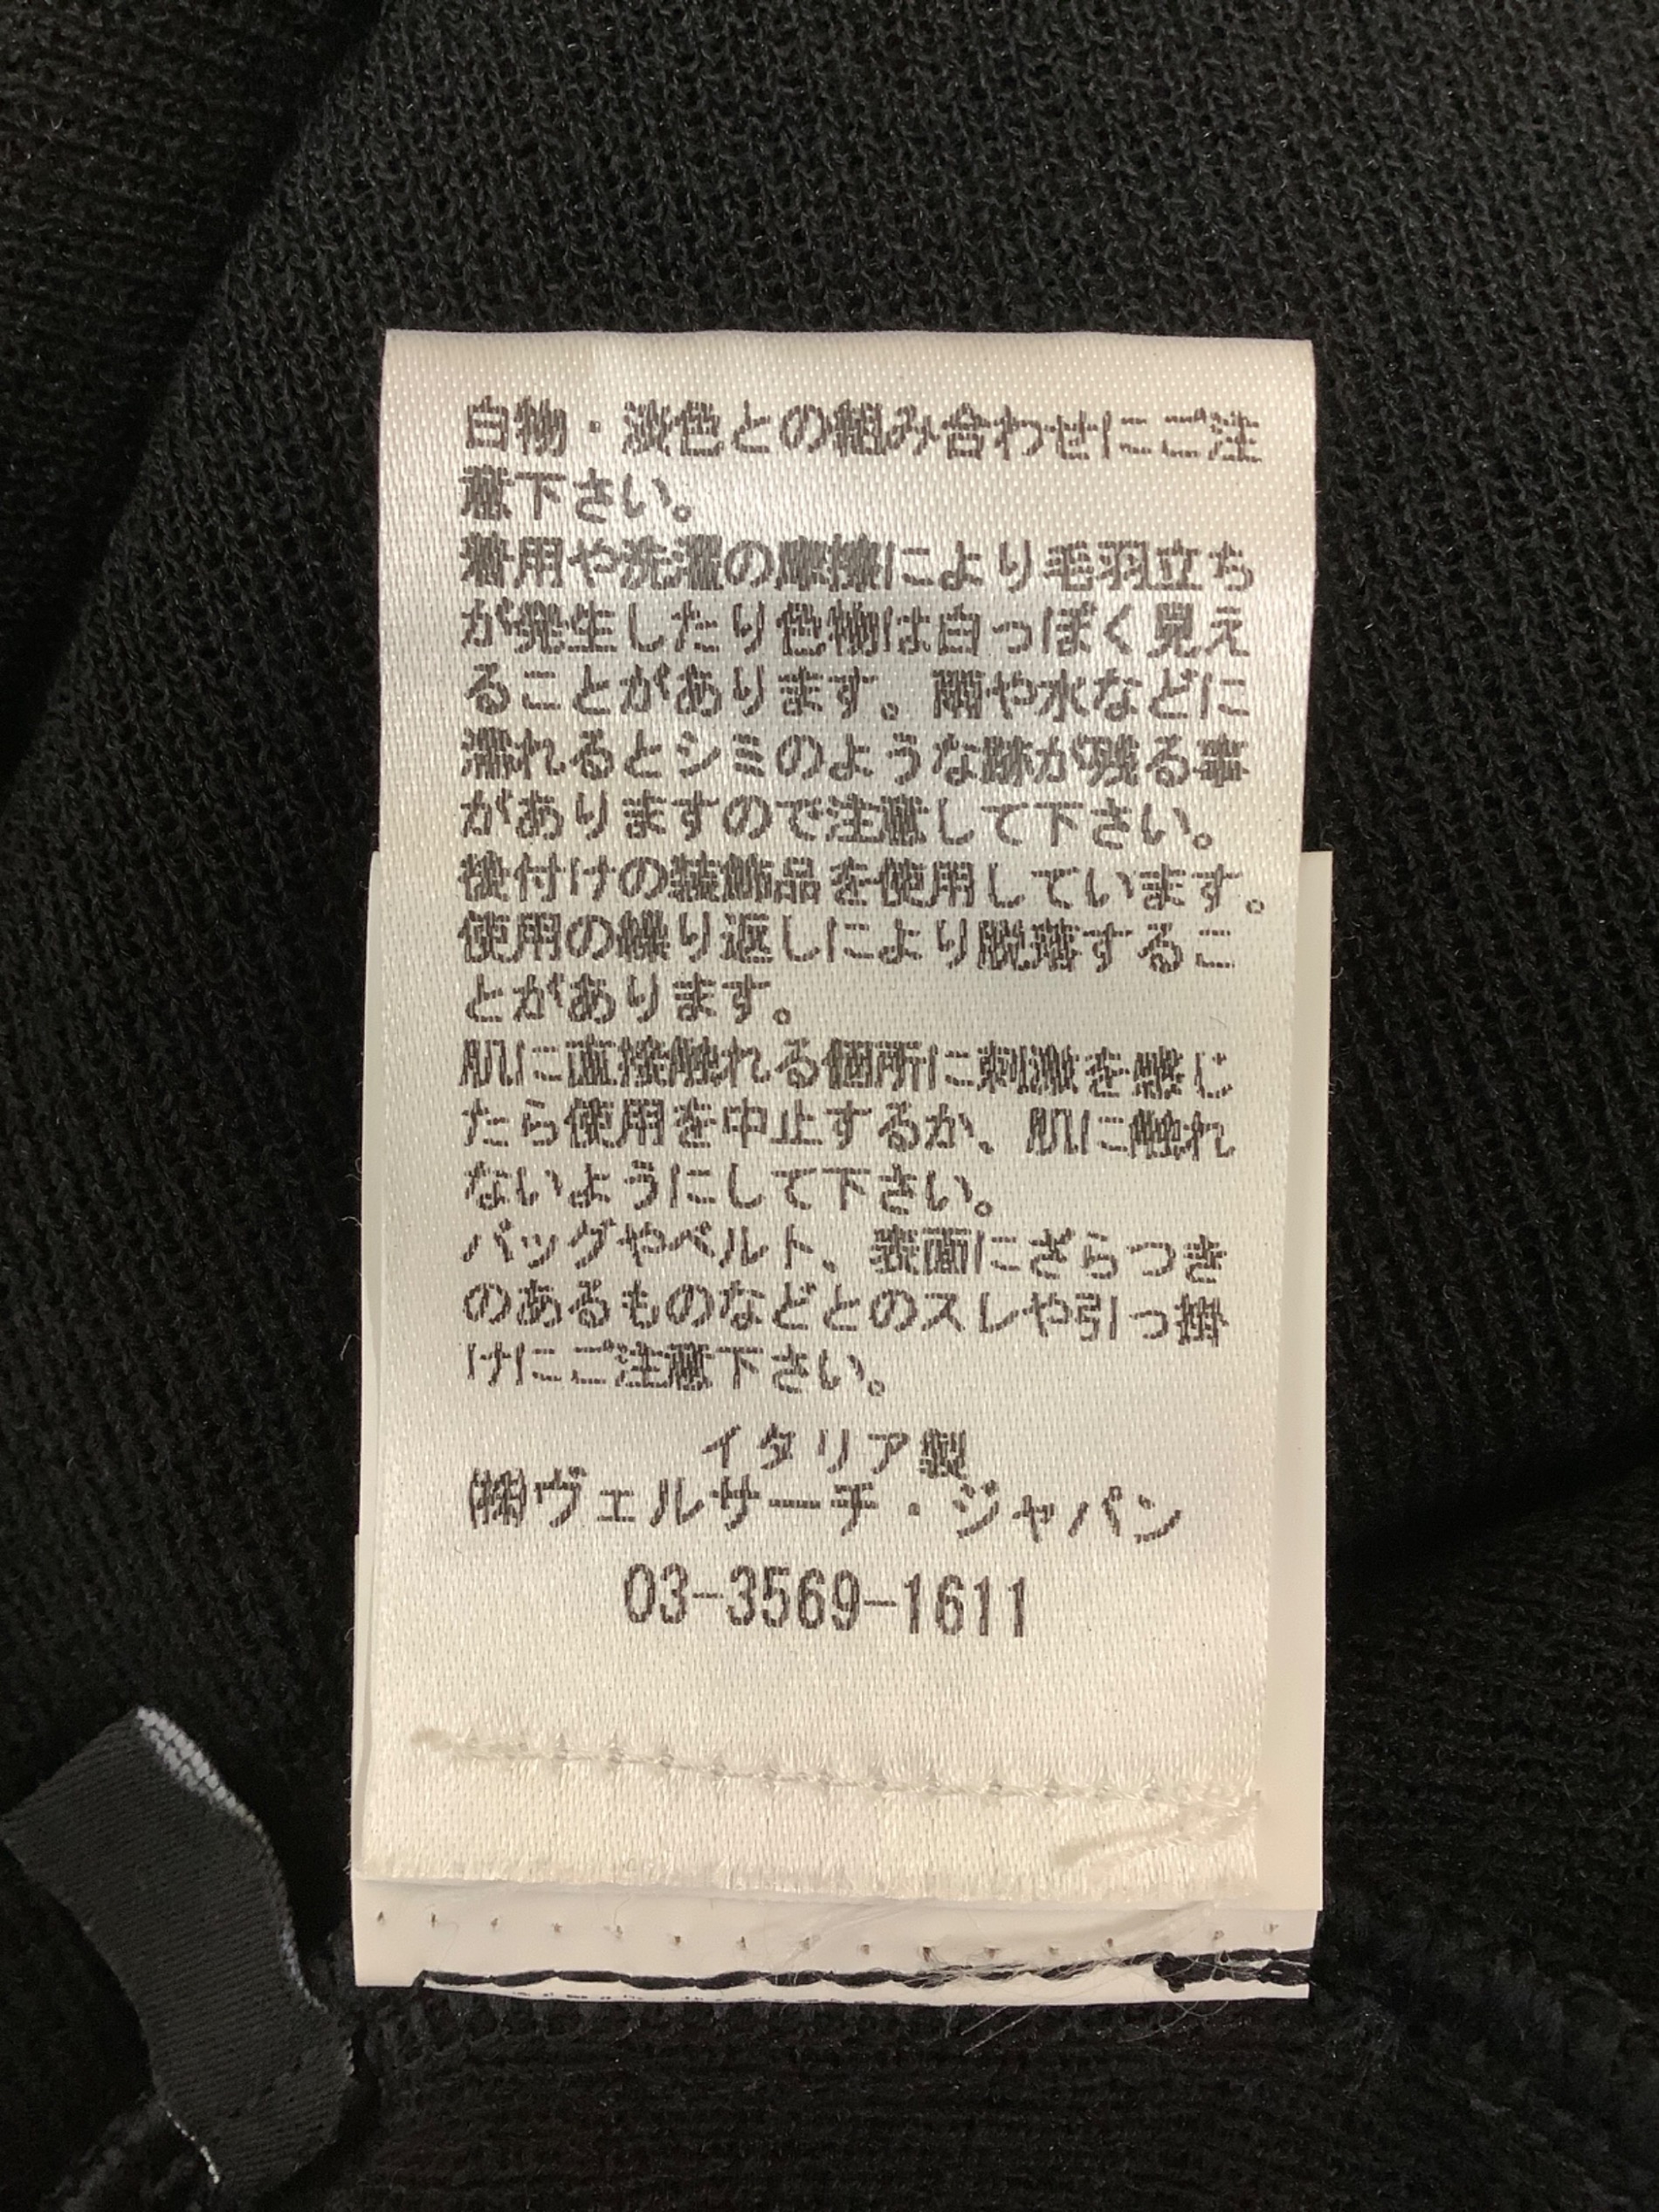 白物・淡色との組み合わせにご注
意下さい。
着用や洗濯の摩擦により毛羽立ち
が発生したり色物は白っぽく見え
ることがあります。雨や水などに
濡れるとシミのような跡が残る事
がありますので注意して下さい。
後付けの装飾品を使用しています。
使用の繰り返しにより脱落するこ
とがあります。
肌に直接触れる個所に刺激を感じ
たら使用を中止するか、肌に触れ
ないようにして下さい。
バッグやベルト、表面にざらつき
のあるものなどとのスレや引っ掛
けにご注意下さい。
イタリア製
㈱ヴェルサーチ・ジャパン
03-3569-1611